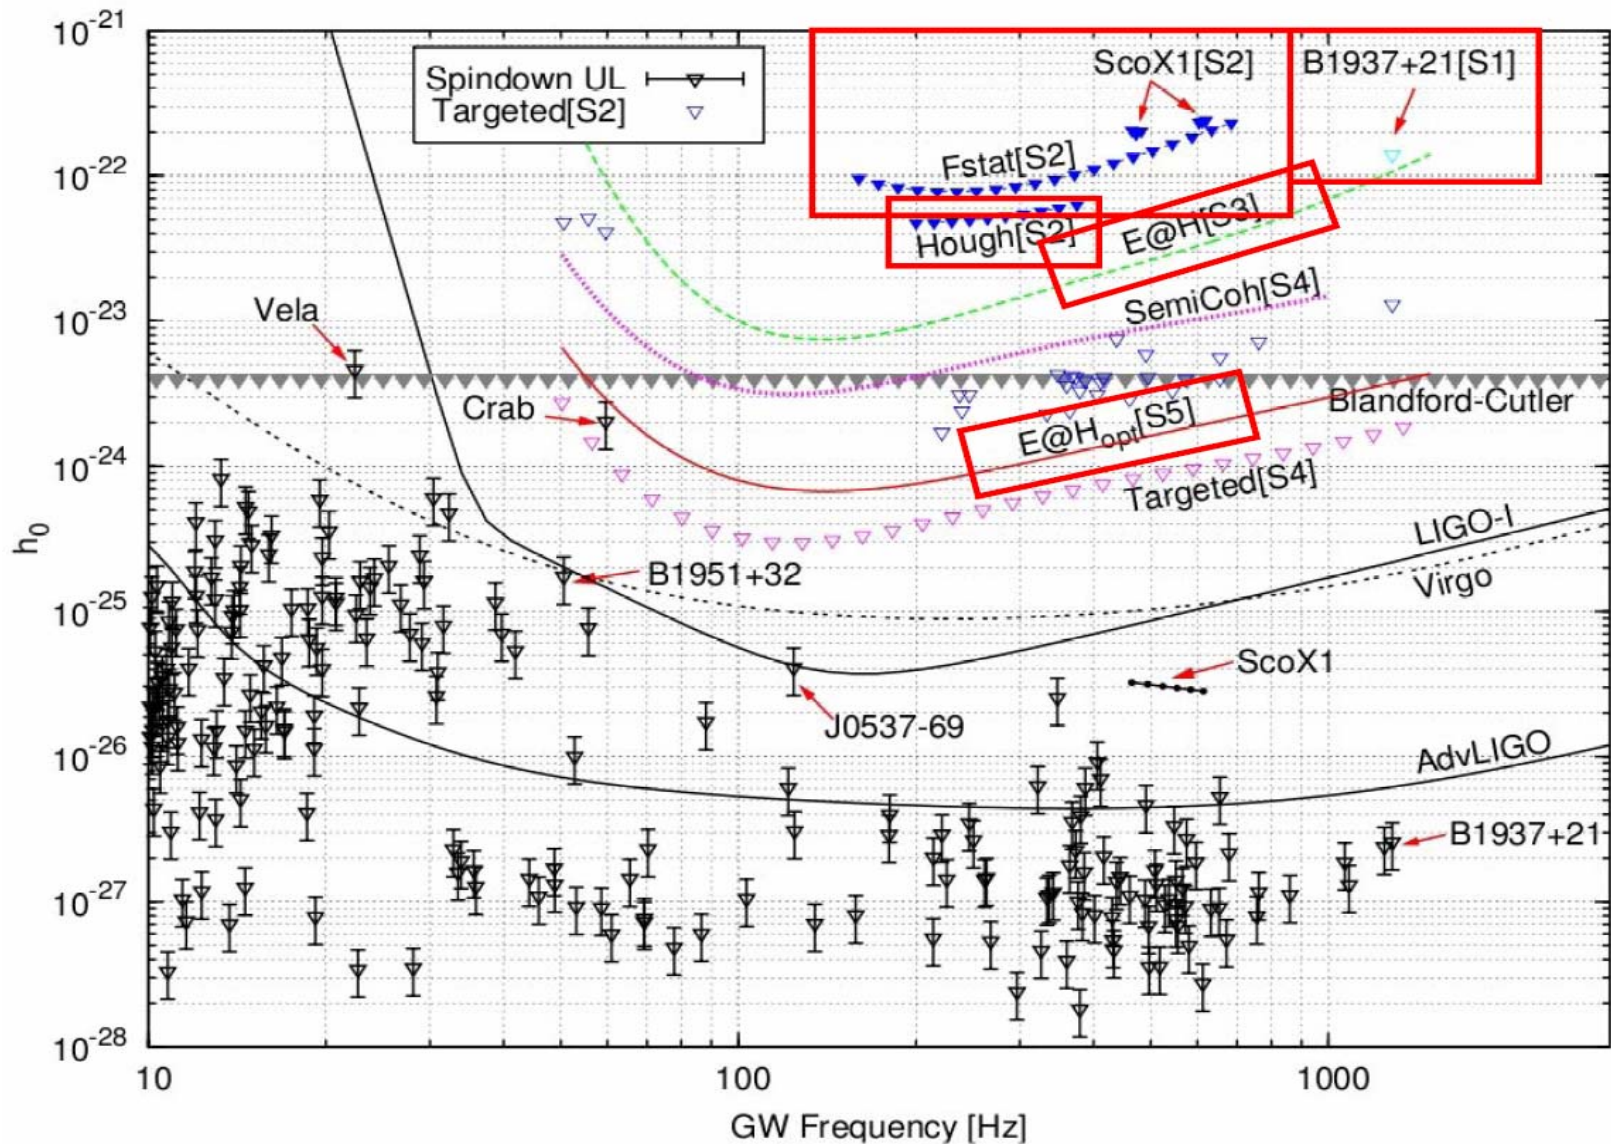 10^-21
10^-22
10^-23
10^-24
10^-25
10^-26
10^-27
10^-28
h_0
Spindown UL
Targeted[S2]
ScoX1[S2]
B1937+21[S1]
Fstat[S2]
Hough[S2]
E@H[S3]
SemiCoh[S4]
Vela
Crab
Blandford-Cutler
E@H_opt[S5]
Targeted[S4]
LIGO-I
Virgo
B1951+32
ScoX1
J0537-69
AdvLIGO
B1937+21
10
100
1000
GW Frequency [Hz]